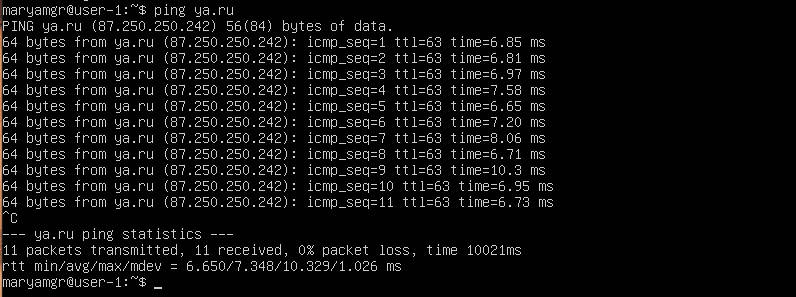 maryamgr@user-1:~$ ping ya.ru
PING ya.ru (87.250.250.242) 56(84) bytes of data.
64 bytes from ya.ru (87.250.250.242): icmp_seq=1 ttl=63 time=6.85 ms
64 bytes from ya.ru (87.250.250.242): icmp_seq=2 ttl=63 time=6.81 ms
64 bytes from ya.ru (87.250.250.242): icmp_seq=3 ttl=63 time=6.97 ms
64 bytes from ya.ru (87.250.250.242): icmp_seq=4 ttl=63 time=7.58 ms
64 bytes from ya.ru (87.250.250.242): icmp_seq=5 ttl=63 time=6.65 ms
64 bytes from ya.ru (87.250.250.242): icmp_seq=6 ttl=63 time=7.20 ms
64 bytes from ya.ru (87.250.250.242): icmp_seq=7 ttl=63 time=8.06 ms
64 bytes from ya.ru (87.250.250.242): icmp_seq=8 ttl=63 time=6.71 ms
64 bytes from ya.ru (87.250.250.242): icmp_seq=9 ttl=63 time=10.3 ms
64 bytes from ya.ru (87.250.250.242): icmp_seq=10 ttl=63 time=6.95 ms
64 bytes from ya.ru (87.250.250.242): icmp_seq=11 ttl=63 time=6.73 ms
^C
--- ya.ru ping statistics ---
11 packets transmitted, 11 received, 0% packet loss, time 10021ms
rtt min/avg/max/mdev = 6.650/7.348/10.329/1.026 ms
maryamgr@user-1:~$ _